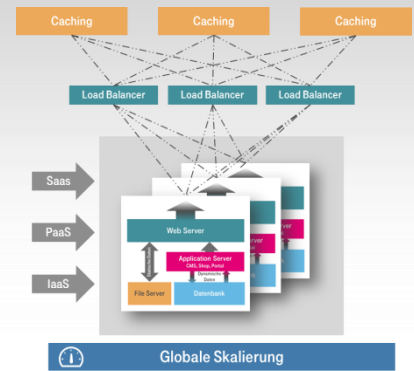 Caching
Caching
Caching
Load Balancer
Load Balancer
Load Balancer
Saas
PaaS
IaaS
Web Server
Application Server
CMS, Shop, Portal
Dynamische
Daten
File Server
Datenbank
Globale Skalierung